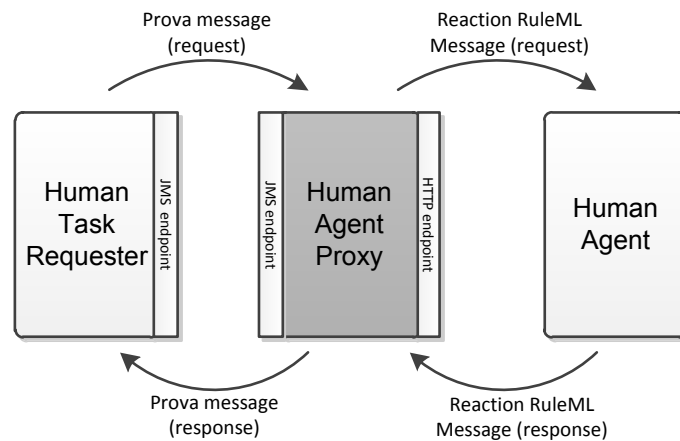 Prova message
(request)
Reaction RuleML
Message (request)
Human
Task
Requester
JMS endpoint
JMS endpoint
Human
Agent
Proxy
HTTP endpoint
Human
Agent
Prova message
(response)
Reaction RuleML
Message (response)